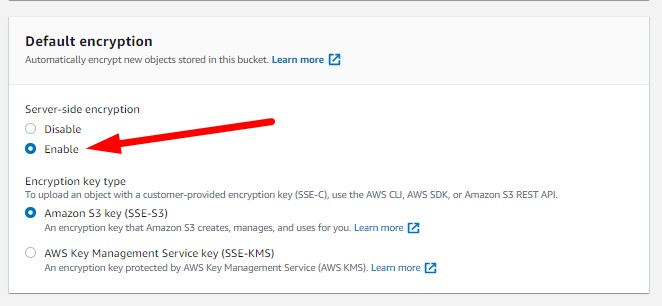 Default encryption
Automatically encrypt new objects stored in this bucket. Learn more
Server-side encryption
Disable
Enable
Encryption key type
To upload an object with a customer-provided encryption key (SSE-C), use the AWS CLI, AWS SDK, or Amazon S3 REST API.
Amazon S3 key (SSE-S3)
An encryption key that Amazon S3 creates, manages, and uses for you. Learn more
AWS Key Management Service key (SSE-KMS)
An encryption key protected by AWS Key Management Service (AWS KMS). Learn more